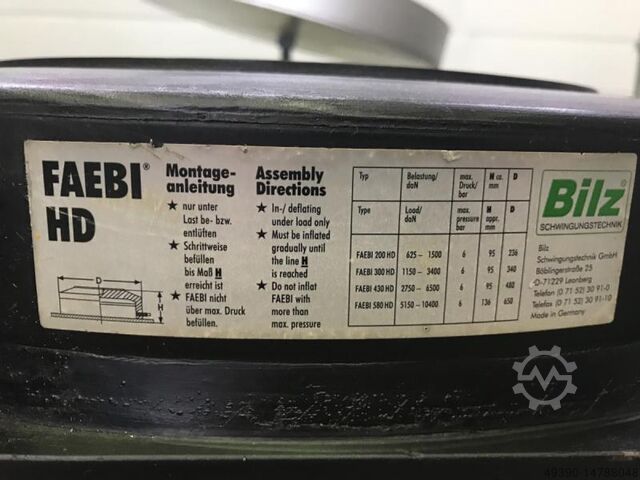 FAEBI®
HD
D
H
Montage-
anleitung
★ nur unter
Last be- bzw.
entlüften
★ Schrittweise
befüllen
bis Maß H
erreicht ist
★ FAEBI nicht
über max. Druck
befüllen.
Assembly
Directions
★ In-/ deflating
under load only
★ Must be inflated
gradually until
the line H
is reached
★ Do not inflat
FAEBI with
more than
max. pressure
Typ Belastung/ daN max. Druck/ bar H ca. mm D
Type Load/ daN max. pressure bar H appr. mm D mm
FAEBI 200 HD 625 – 1500 6 95 236
FAEBI 300 HD 1150 – 3400 6 95 340
FAEBI 430 HD 2750 – 6500 6 95 480
FAEBI 580 HD 5150 – 10400 6 136 650
Bilz
SCHWINGUNGSTECHNIK
Bilz
Schwingungstechnik GmbH
Böblingerstraße 25
D-71229 Leonberg
Telefon (0 71 52) 30 91-0
Telefax (0 71 52) 30 91-10
Made in Germany
49390-14788048